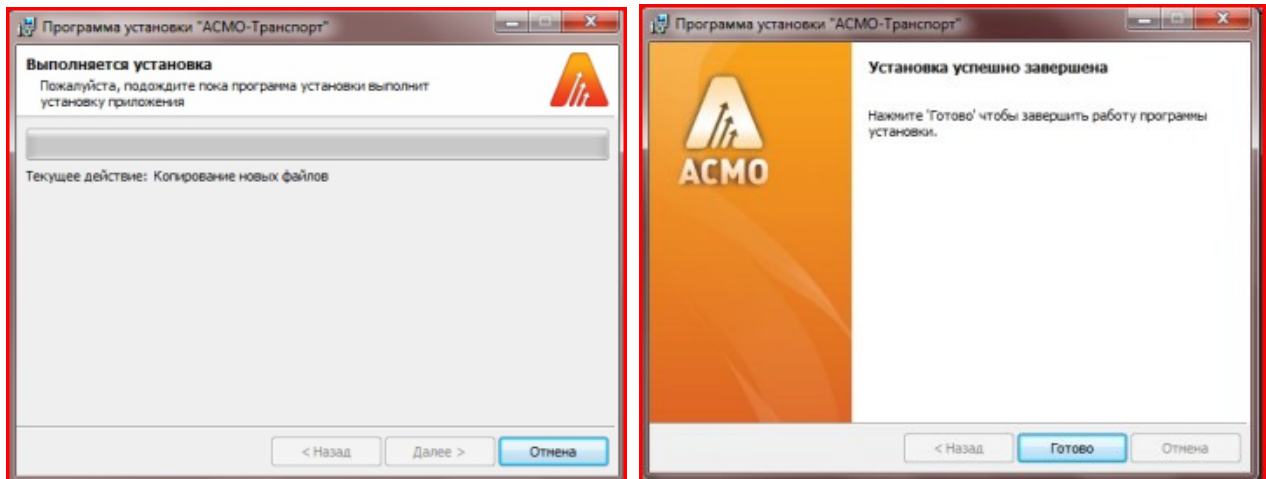 Программа установки "АСМО-Транспорт"
Выполняется установка
Пожалуйста, подождите пока программа установки выполнит
установку приложения
Текущее действие: Копирование новых файлов
< Назад
Далее >
Отмена
Программа установки "АСМО-Транспорт"
АСМО
Установка успешно завершена
Нажмите 'Готово' чтобы завершить работу программы
установки.
< Назад
Готово
Отмена